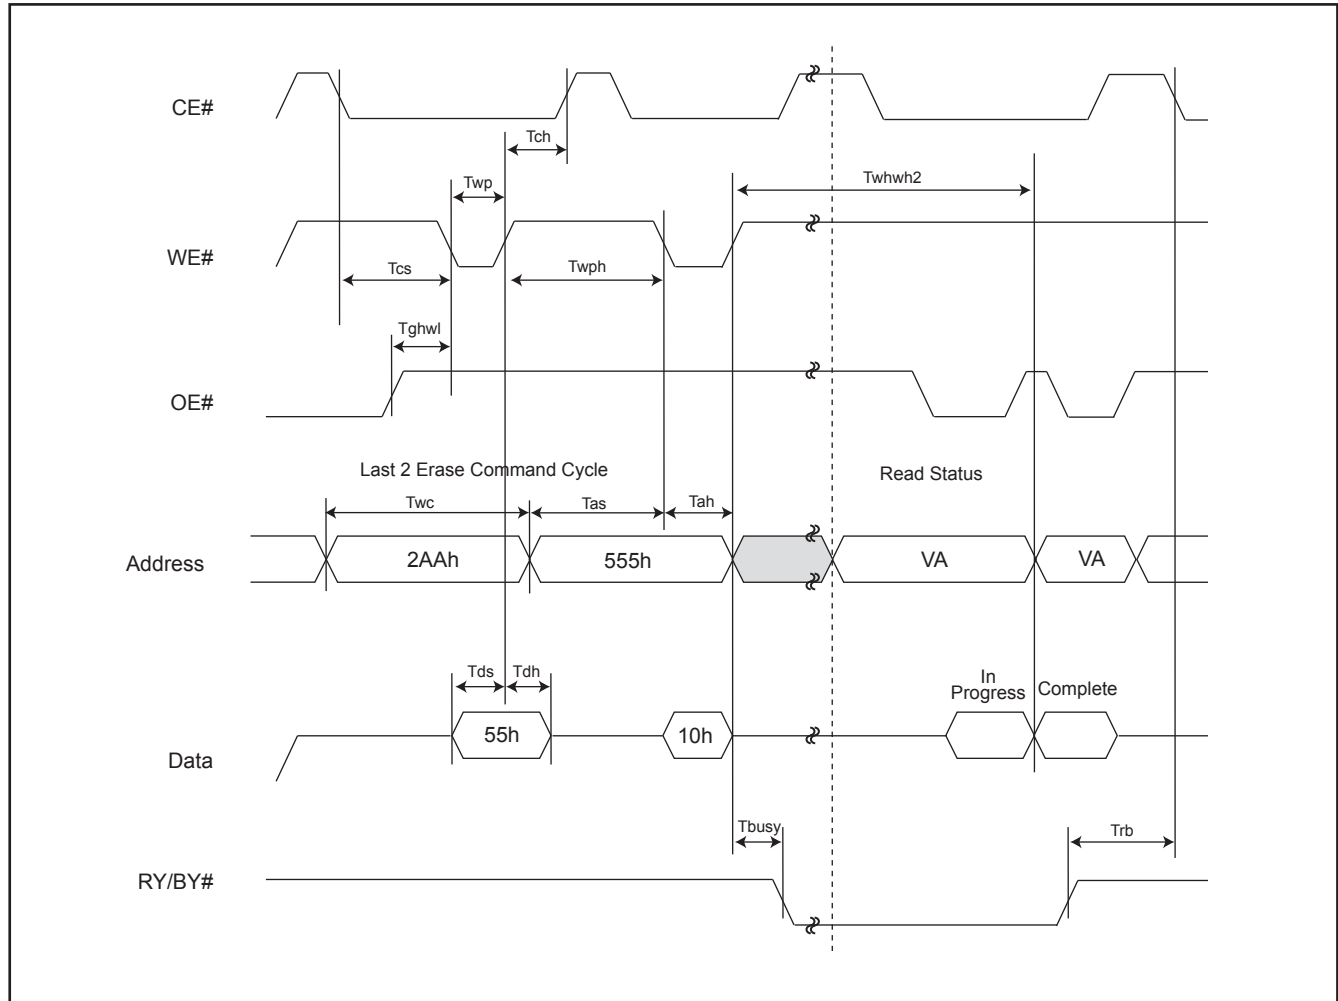 CE#
Tch
Twp
Twhwh2
WE#
Tcs
Twph
Tghwl
OE#
Last 2 Erase Command Cycle
Read Status
Twc
Tas
Tah
Address
2AAh
555h
VA
VA
Tds
Tdh
In
Progress
Complete
55h
10h
Data
Tbusy
Trb
RY/BY#